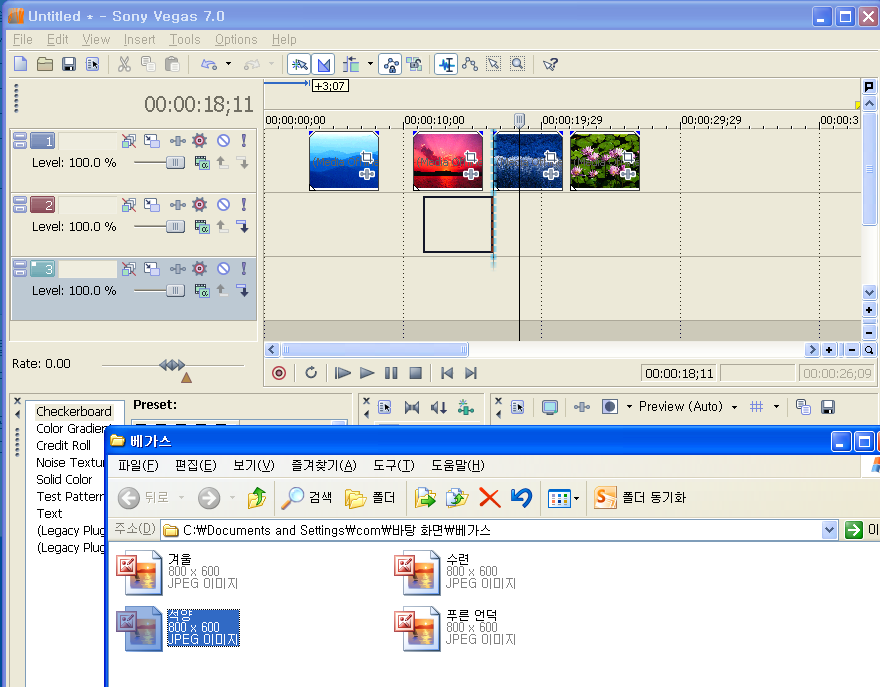 Untitled * - Sony Vegas 7.0
File Edit View Insert Tools Options Help
+3;07
00:00:18;11
00:00:00;00 00:00:10;00 00:00:19;29 00:00:29;29 00:00:3
1
Level: 100.0 %
2
Level: 100.0 %
3
Level: 100.0 %
Rate: 0.00
00:00:18;11 00:00:26;09
Preset:
Preview (Auto)
Checkerboard
Color Gradien
Credit Roll
Noise Textur
Solid Color
Test Pattern
Text
(Legacy Plug
(Legacy Plug
베가스
파일(F) 편집(E) 보기(V) 즐겨찾기(A) 도구(T) 도움말(H)
뒤로 검색 폴더 폴더 동기화
주소(D) C:₩Documents and Settings₩com₩바탕 화면₩베가스 이
겨울
800 x 600
JPEG 이미지
수련
800 x 600
JPEG 이미지
석양
800 x 600
JPEG 이미지
푸른 언덕
800 x 600
JPEG 이미지